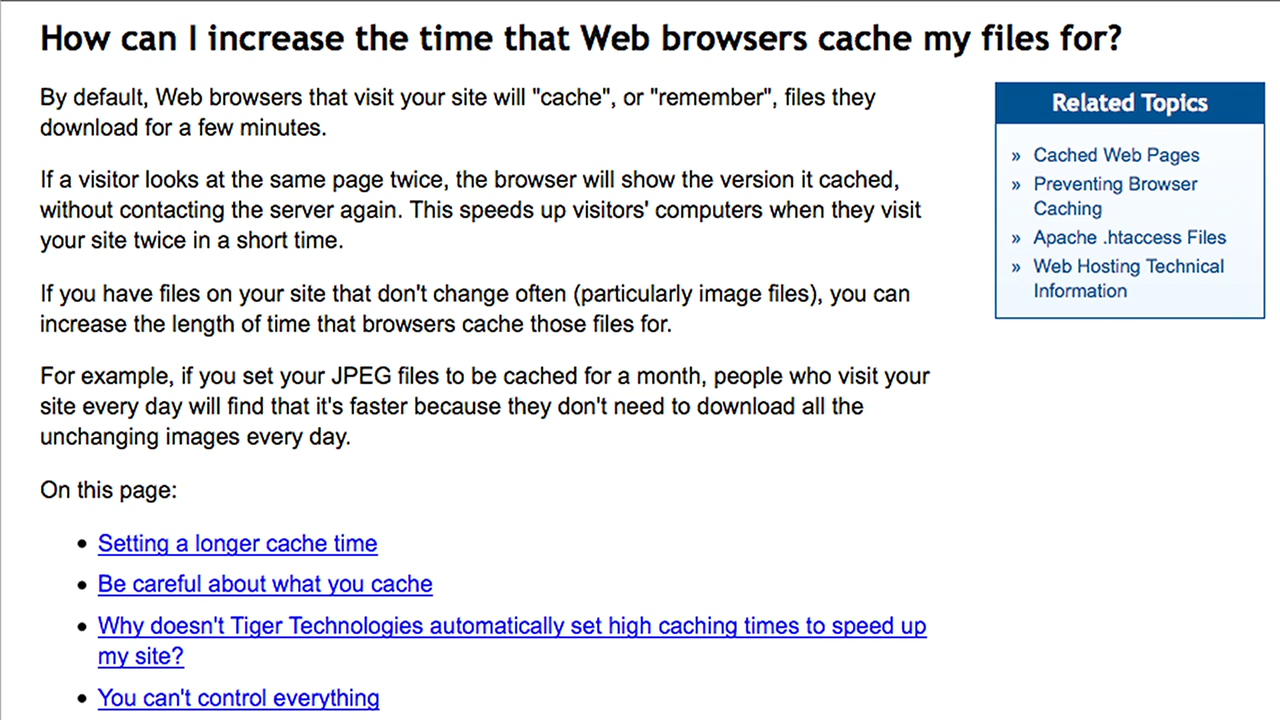 How can I increase the time that Web browsers cache my files for?
By default, Web browsers that visit your site will "cache", or "remember", files they
download for a few minutes.
If a visitor looks at the same page twice, the browser will show the version it cached,
without contacting the server again. This speeds up visitors' computers when they visit
your site twice in a short time.
If you have files on your site that don't change often (particularly image files), you can
increase the length of time that browsers cache those files for.
For example, if you set your JPEG files to be cached for a month, people who visit your
site every day will find that it's faster because they don't need to download all the
unchanging images every day.
On this page:
• Setting a longer cache time
• Be careful about what you cache
• Why doesn't Tiger Technologies automatically set high caching times to speed up
my site?
• You can't control everything
Related Topics
» Cached Web Pages
» Preventing Browser
Caching
» Apache .htaccess Files
» Web Hosting Technical
Information